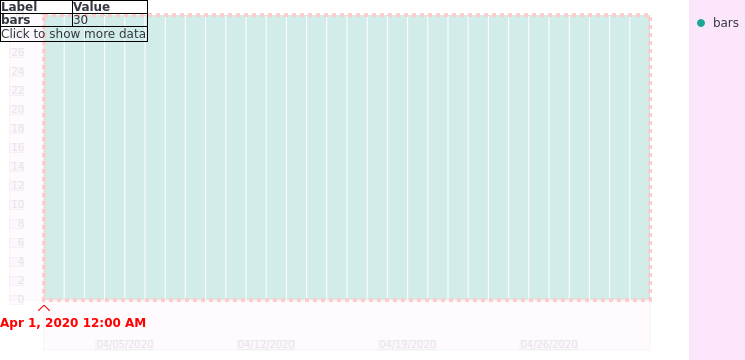 Label Value
bars 30
Click to show more data
bars
26
24
22
20
18
16
14
12
10
8
6
4
2
0
Apr 1, 2020 12:00 AM
04/05/2020 04/12/2020 04/19/2020 04/26/2020